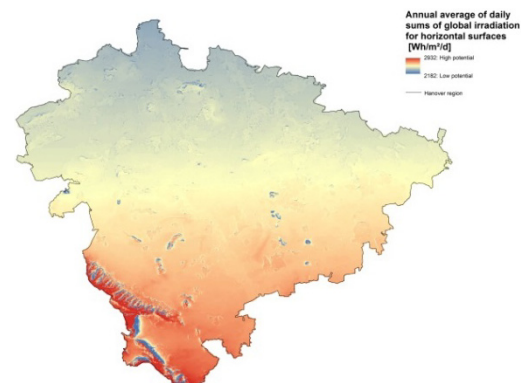 Annual average of daily
sums of global irradiation
for horizontal surfaces
[Wh/m²/d]
2932: High potential
2182: Low potential
Hanover region